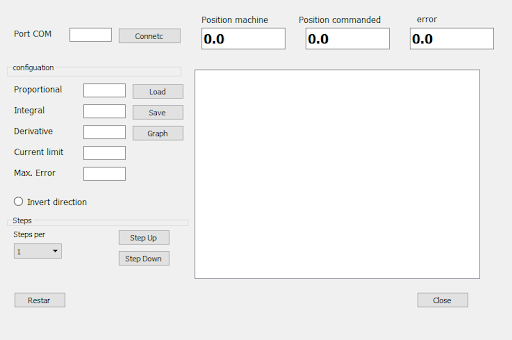 Port COM
Connetc
Position machine
Position commanded
error
0.0
0.0
0.0
configuation
Proportional
Load
Integral
Save
Derivative
Graph
Current limit
Max. Error
Invert direction
Steps
Steps per
Step Up
1
Step Down
Restar
Close